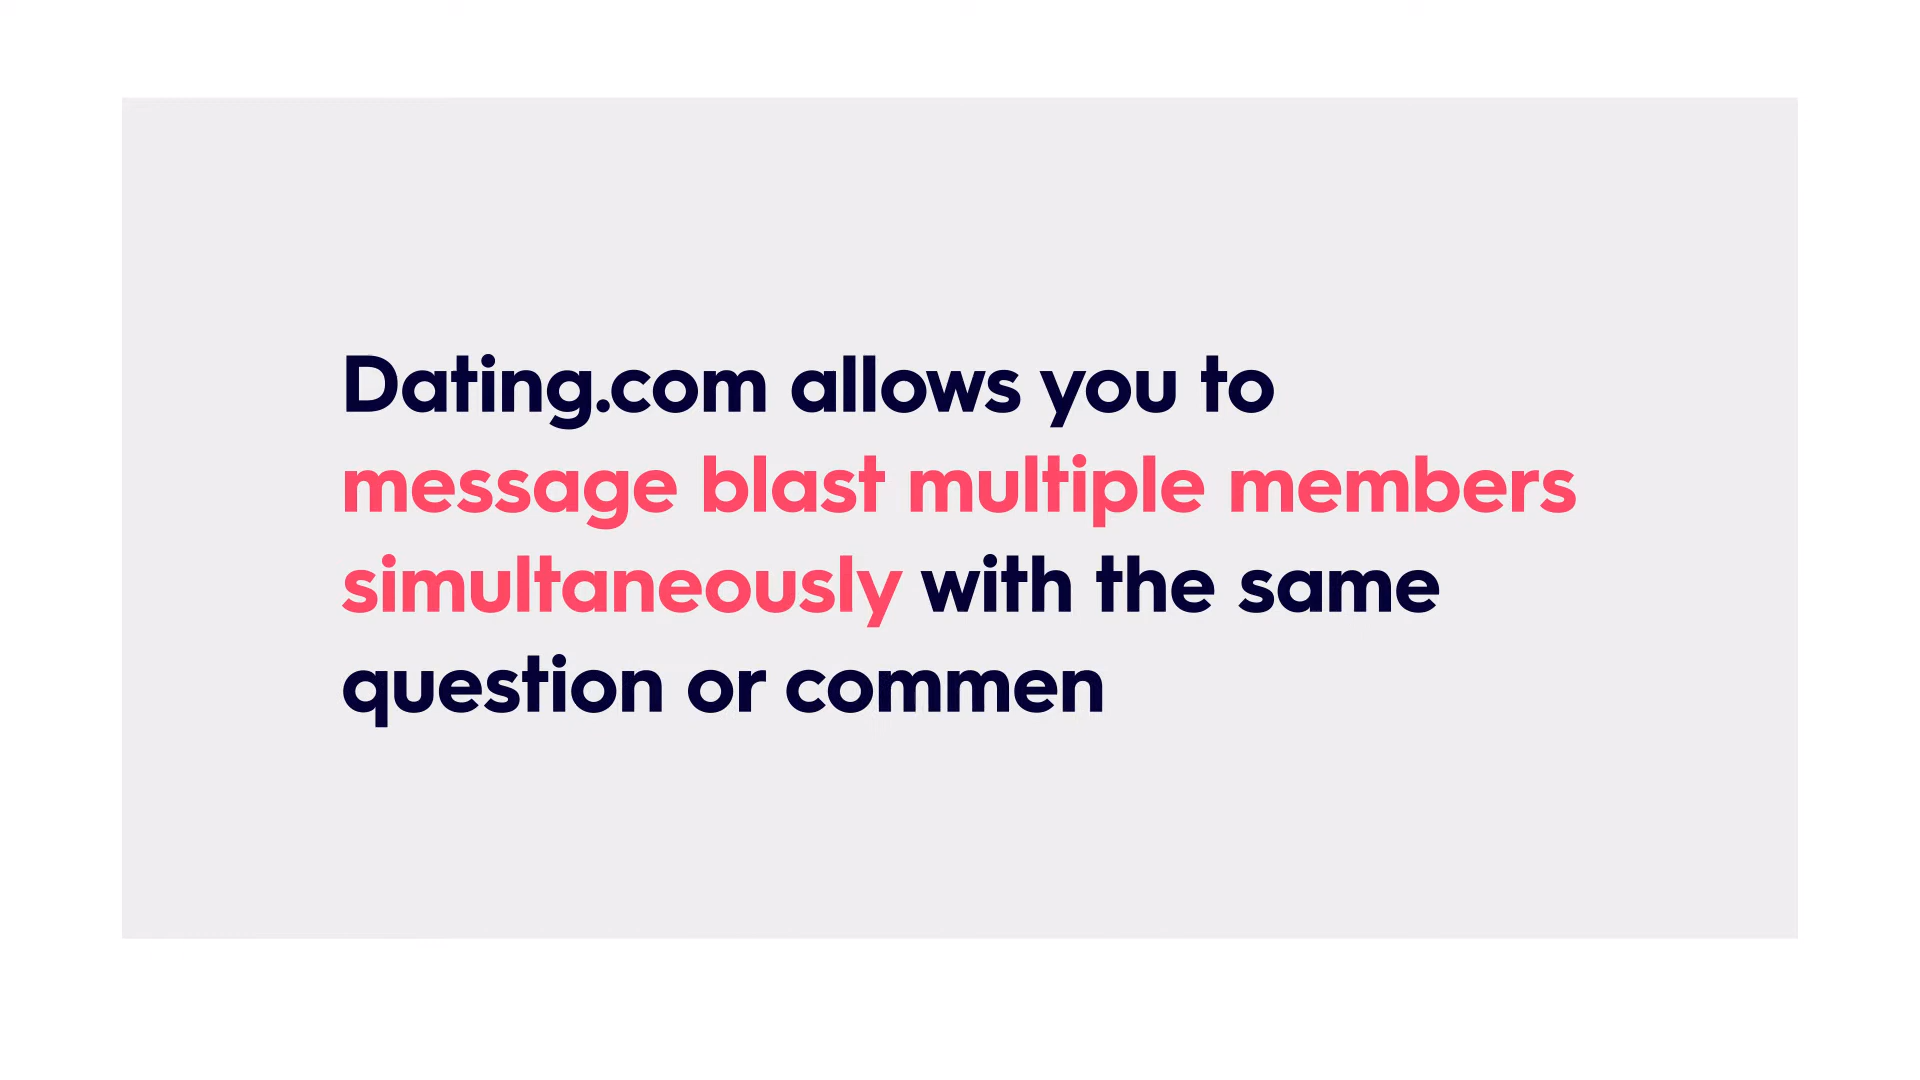 Dating.com allows you to
message blast multiple members
simultaneously with the same
question or commen